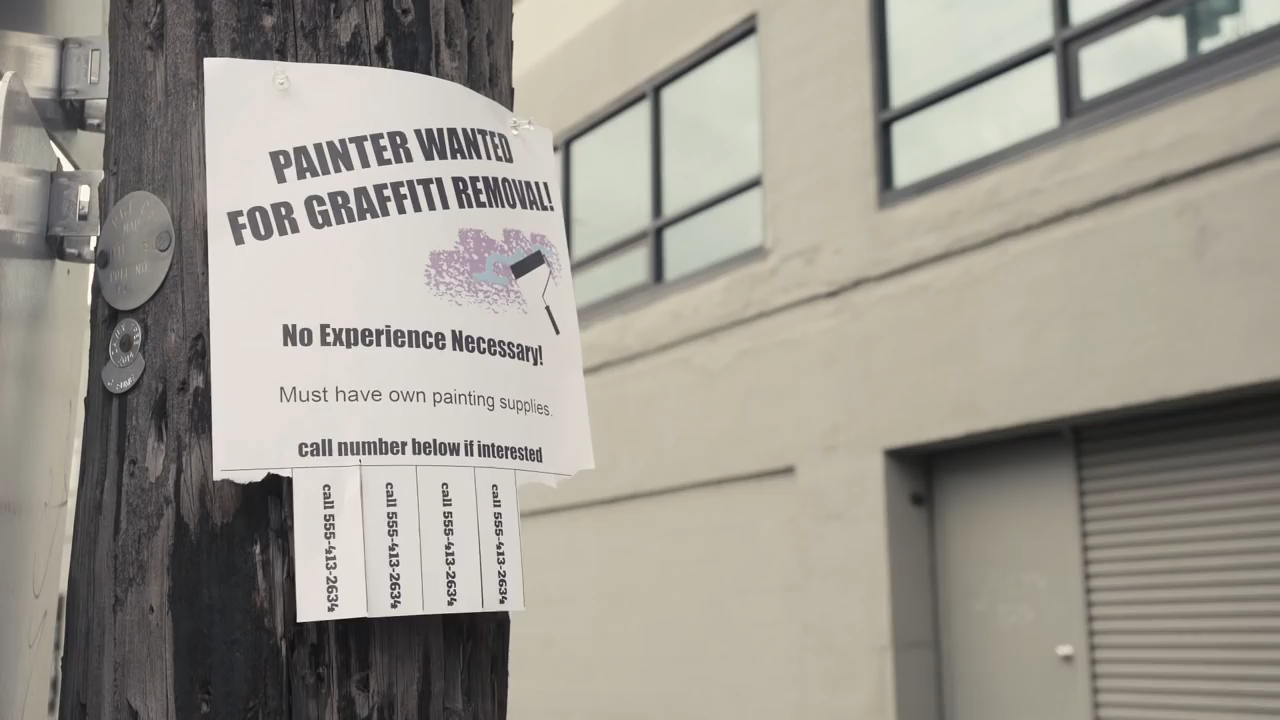 PAINTER WANTED
FOR GRAFFITI REMOVAL!
No Experience Necessary!
Must have own painting supplies.
call number below if interested
call 555-413-2634
call 555-413-2634
call 555-413-2634
call 555-413-2634